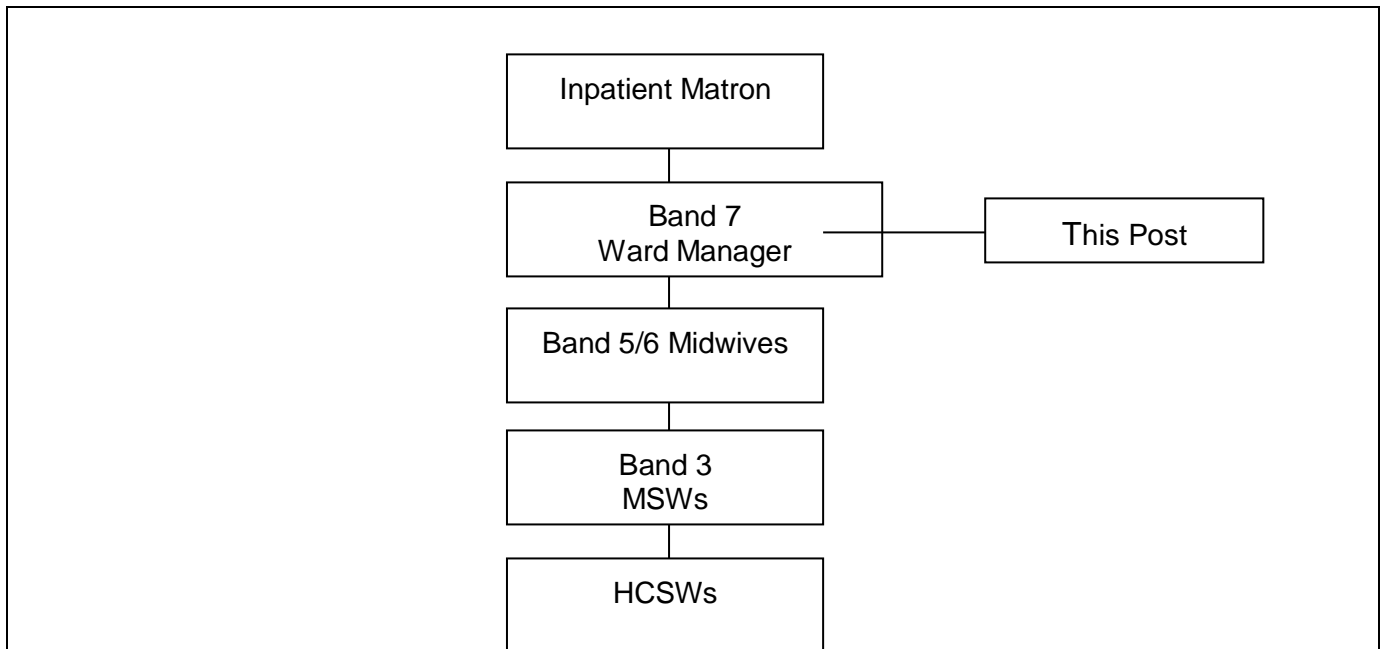 Inpatient Matron
Band 7
Ward Manager
This Post
Band 5/6 Midwives
Band 3
MSWs
HCSWs